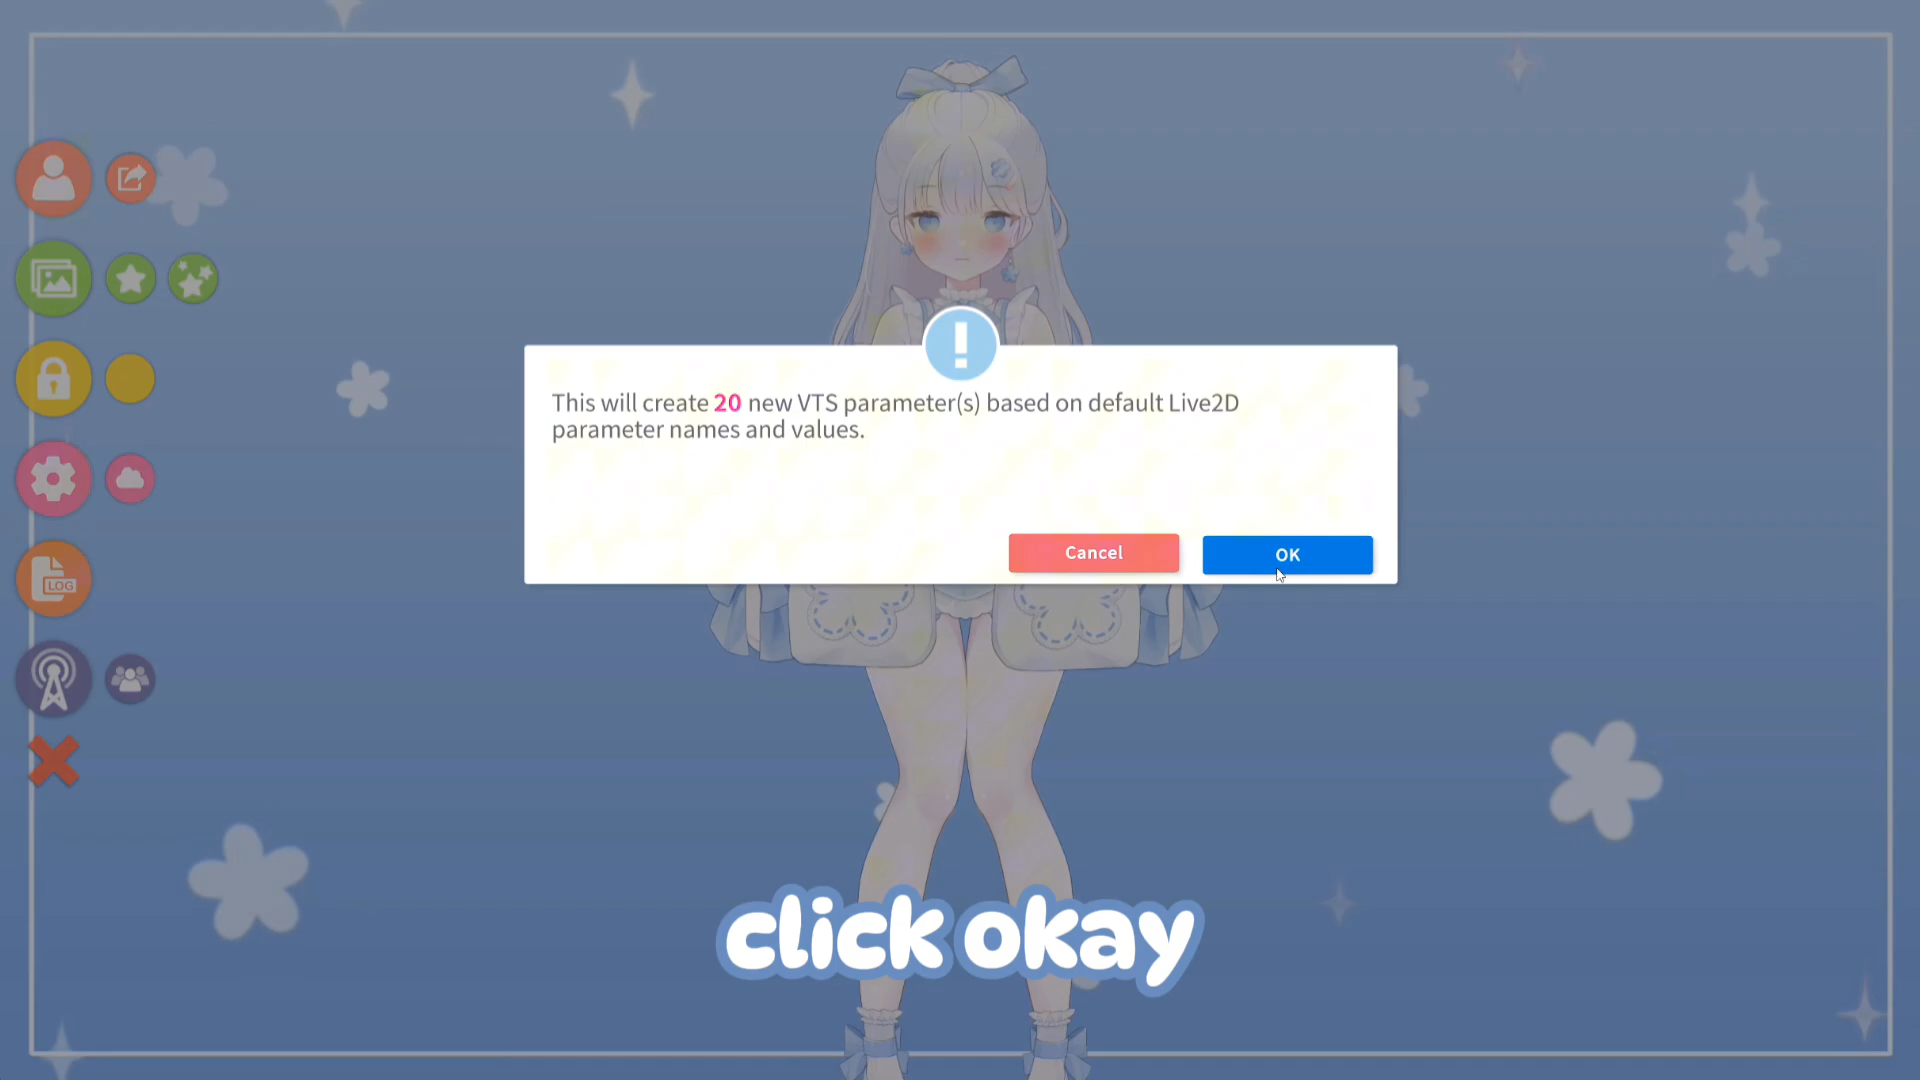 This will create 20 new VTS parameter(s) based on default Live2D
parameter names and values.
Cancel
OK
LOG
click okay